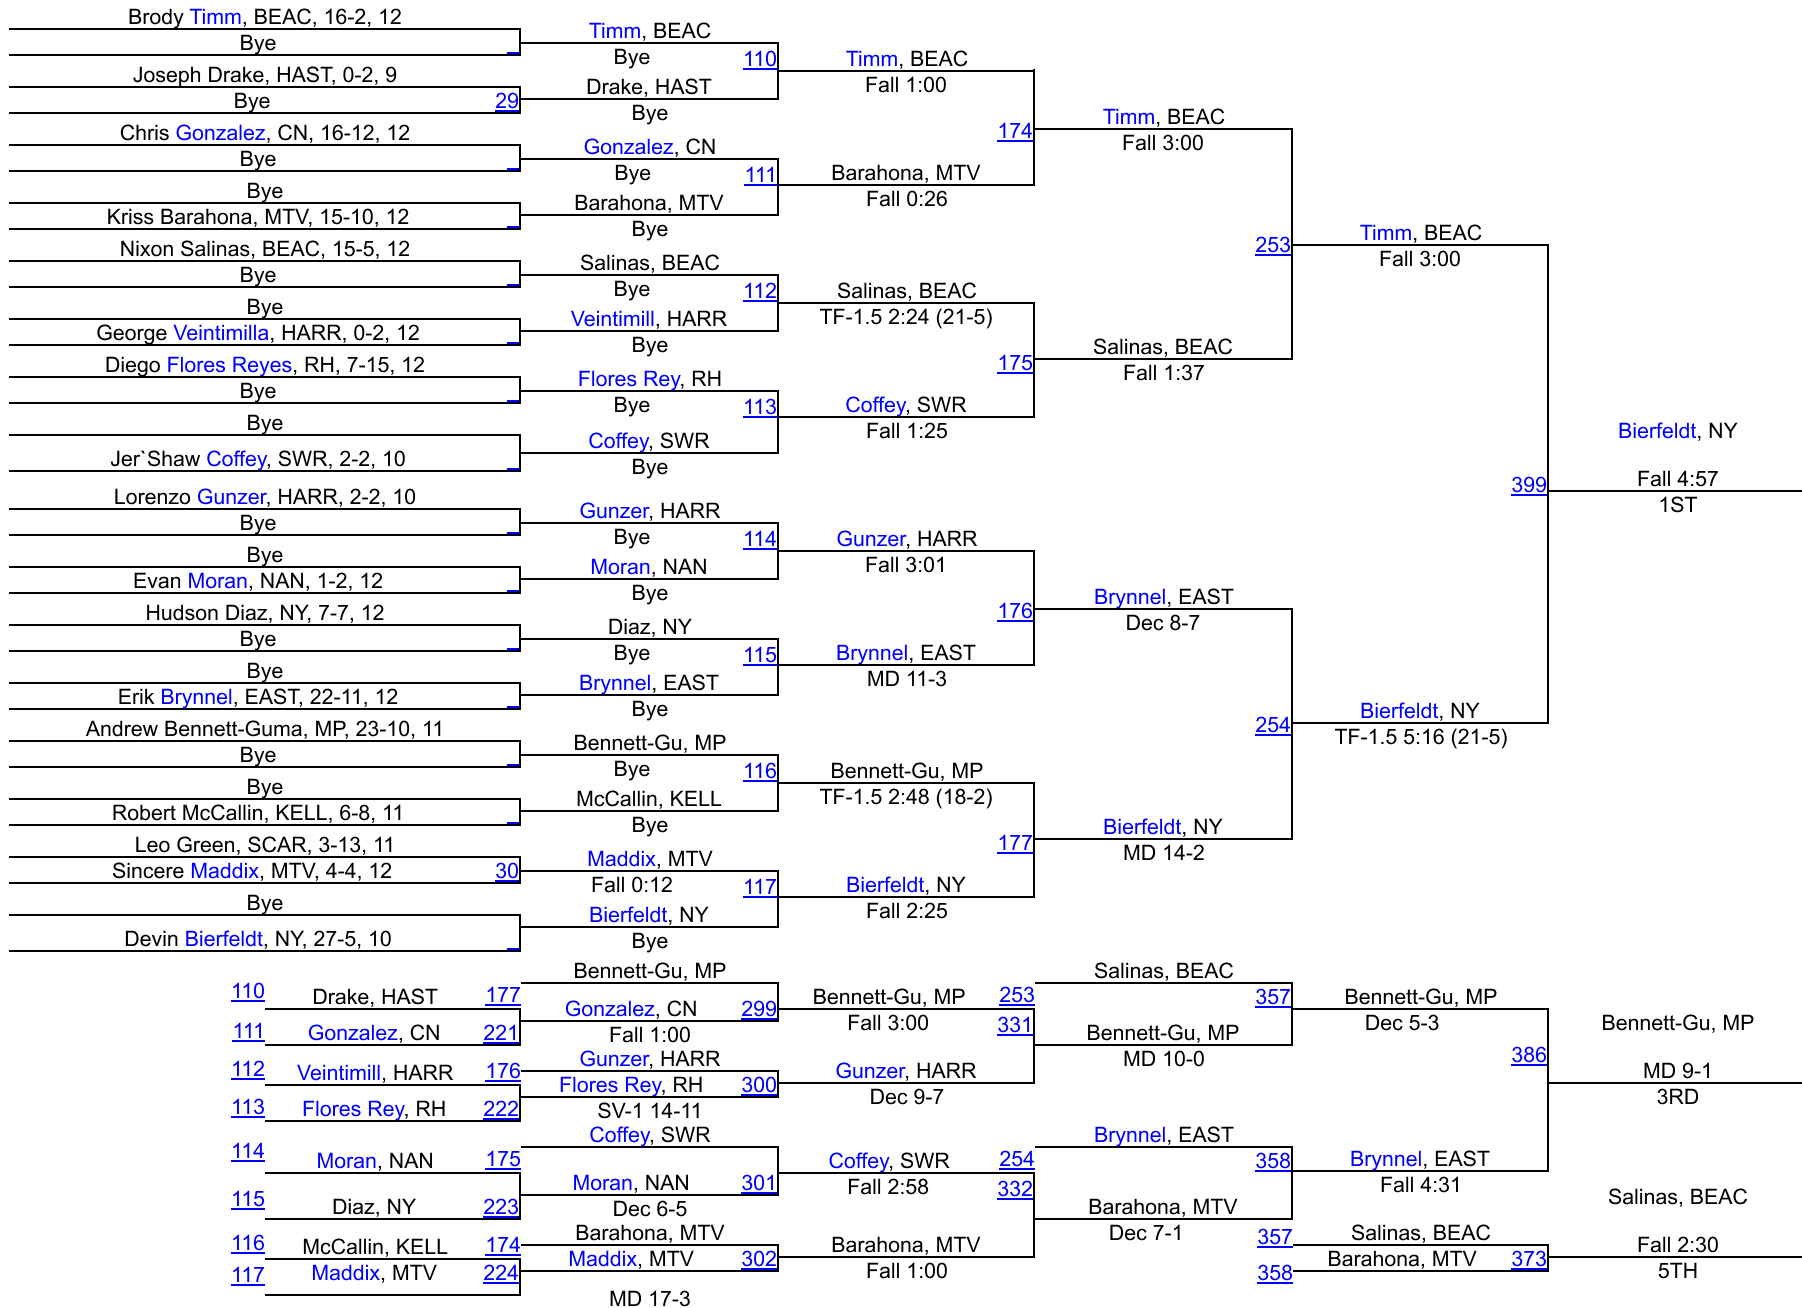 Brody Timm, BEAC, 16-2, 12
Bye
Joseph Drake, HAST, 0-2, 9
Bye
29
Chris Gonzalez, CN, 16-12, 12
Bye
Bye
Kriss Barahona, MTV, 15-10, 12
Nixon Salinas, BEAC, 15-5, 12
Bye
Bye
George Veintimilla, HARR, 0-2, 12
Diego Flores Reyes, RH, 7-15, 12
Bye
Bye
Jer`Shaw Coffey, SWR, 2-2, 10
Lorenzo Gunzer, HARR, 2-2, 10
Bye
Bye
Evan Moran, NAN, 1-2, 12
Hudson Diaz, NY, 7-7, 12
Bye
Bye
Erik Brynnel, EAST, 22-11, 12
Andrew Bennett-Guma, MP, 23-10, 11
Bye
Bye
Robert McCallin, KELL, 6-8, 11
Leo Green, SCAR, 3-13, 11
Sincere Maddix, MTV, 4-4, 12
30
Bye
Devin Bierfeldt, NY, 27-5, 10
Timm, BEAC
Bye
110
Drake, HAST
Bye
Gonzalez, CN
Bye
111
Barahona, MTV
Bye
Salinas, BEAC
Bye
112
Veintimill, HARR
Bye
Flores Rey, RH
Bye
113
Coffey, SWR
Bye
Gunzer, HARR
Bye
114
Moran, NAN
Bye
Diaz, NY
Bye
115
Brynnel, EAST
Bye
Bennett-Gu, MP
Bye
116
McCallin, KELL
Bye
Maddix, MTV
Fall 0:12
117
Bierfeldt, NY
Bye
Timm, BEAC
Fall 1:00
174
Barahona, MTV
Fall 0:26
Salinas, BEAC
TF-1.5 2:24 (21-5)
175
Coffey, SWR
Fall 1:25
Gunzer, HARR
Fall 3:01
176
Brynnel, EAST
MD 11-3
Bennett-Gu, MP
TF-1.5 2:48 (18-2)
177
Bierfeldt, NY
Fall 2:25
Timm, BEAC
Fall 3:00
253
Salinas, BEAC
Fall 1:37
Brynnel, EAST
Dec 8-7
254
Bierfeldt, NY
MD 14-2
Timm, BEAC
Fall 3:00
399
Bierfeldt, NY
TF-1.5 5:16 (21-5)
Bierfeldt, NY
Fall 4:57
1ST
110
Drake, HAST
177
111
Gonzalez, CN
221
112
Veintimill, HARR
176
113
Flores Rey, RH
222
114
Moran, NAN
175
115
Diaz, NY
223
116
McCallin, KELL
174
117
Maddix, MTV
224
Bennett-Gu, MP
Gonzalez, CN
299
Fall 1:00
Gunzer, HARR
Flores Rey, RH
300
SV-1 14-11
Coffey, SWR
Moran, NAN
301
Dec 6-5
Barahona, MTV
Maddix, MTV
302
MD 17-3
Bennett-Gu, MP
253
Fall 3:00
331
Gunzer, HARR
Dec 9-7
Coffey, SWR
254
Fall 2:58
332
Barahona, MTV
Fall 1:00
Salinas, BEAC
357
Bennett-Gu, MP
MD 10-0
Brynnel, EAST
358
Barahona, MTV
Dec 7-1
Bennett-Gu, MP
Dec 5-3
386
Brynnel, EAST
Fall 4:31
357
Salinas, BEAC
Barahona, MTV
373
358
Bennett-Gu, MP
MD 9-1
3RD
Salinas, BEAC
Fall 2:30
5TH